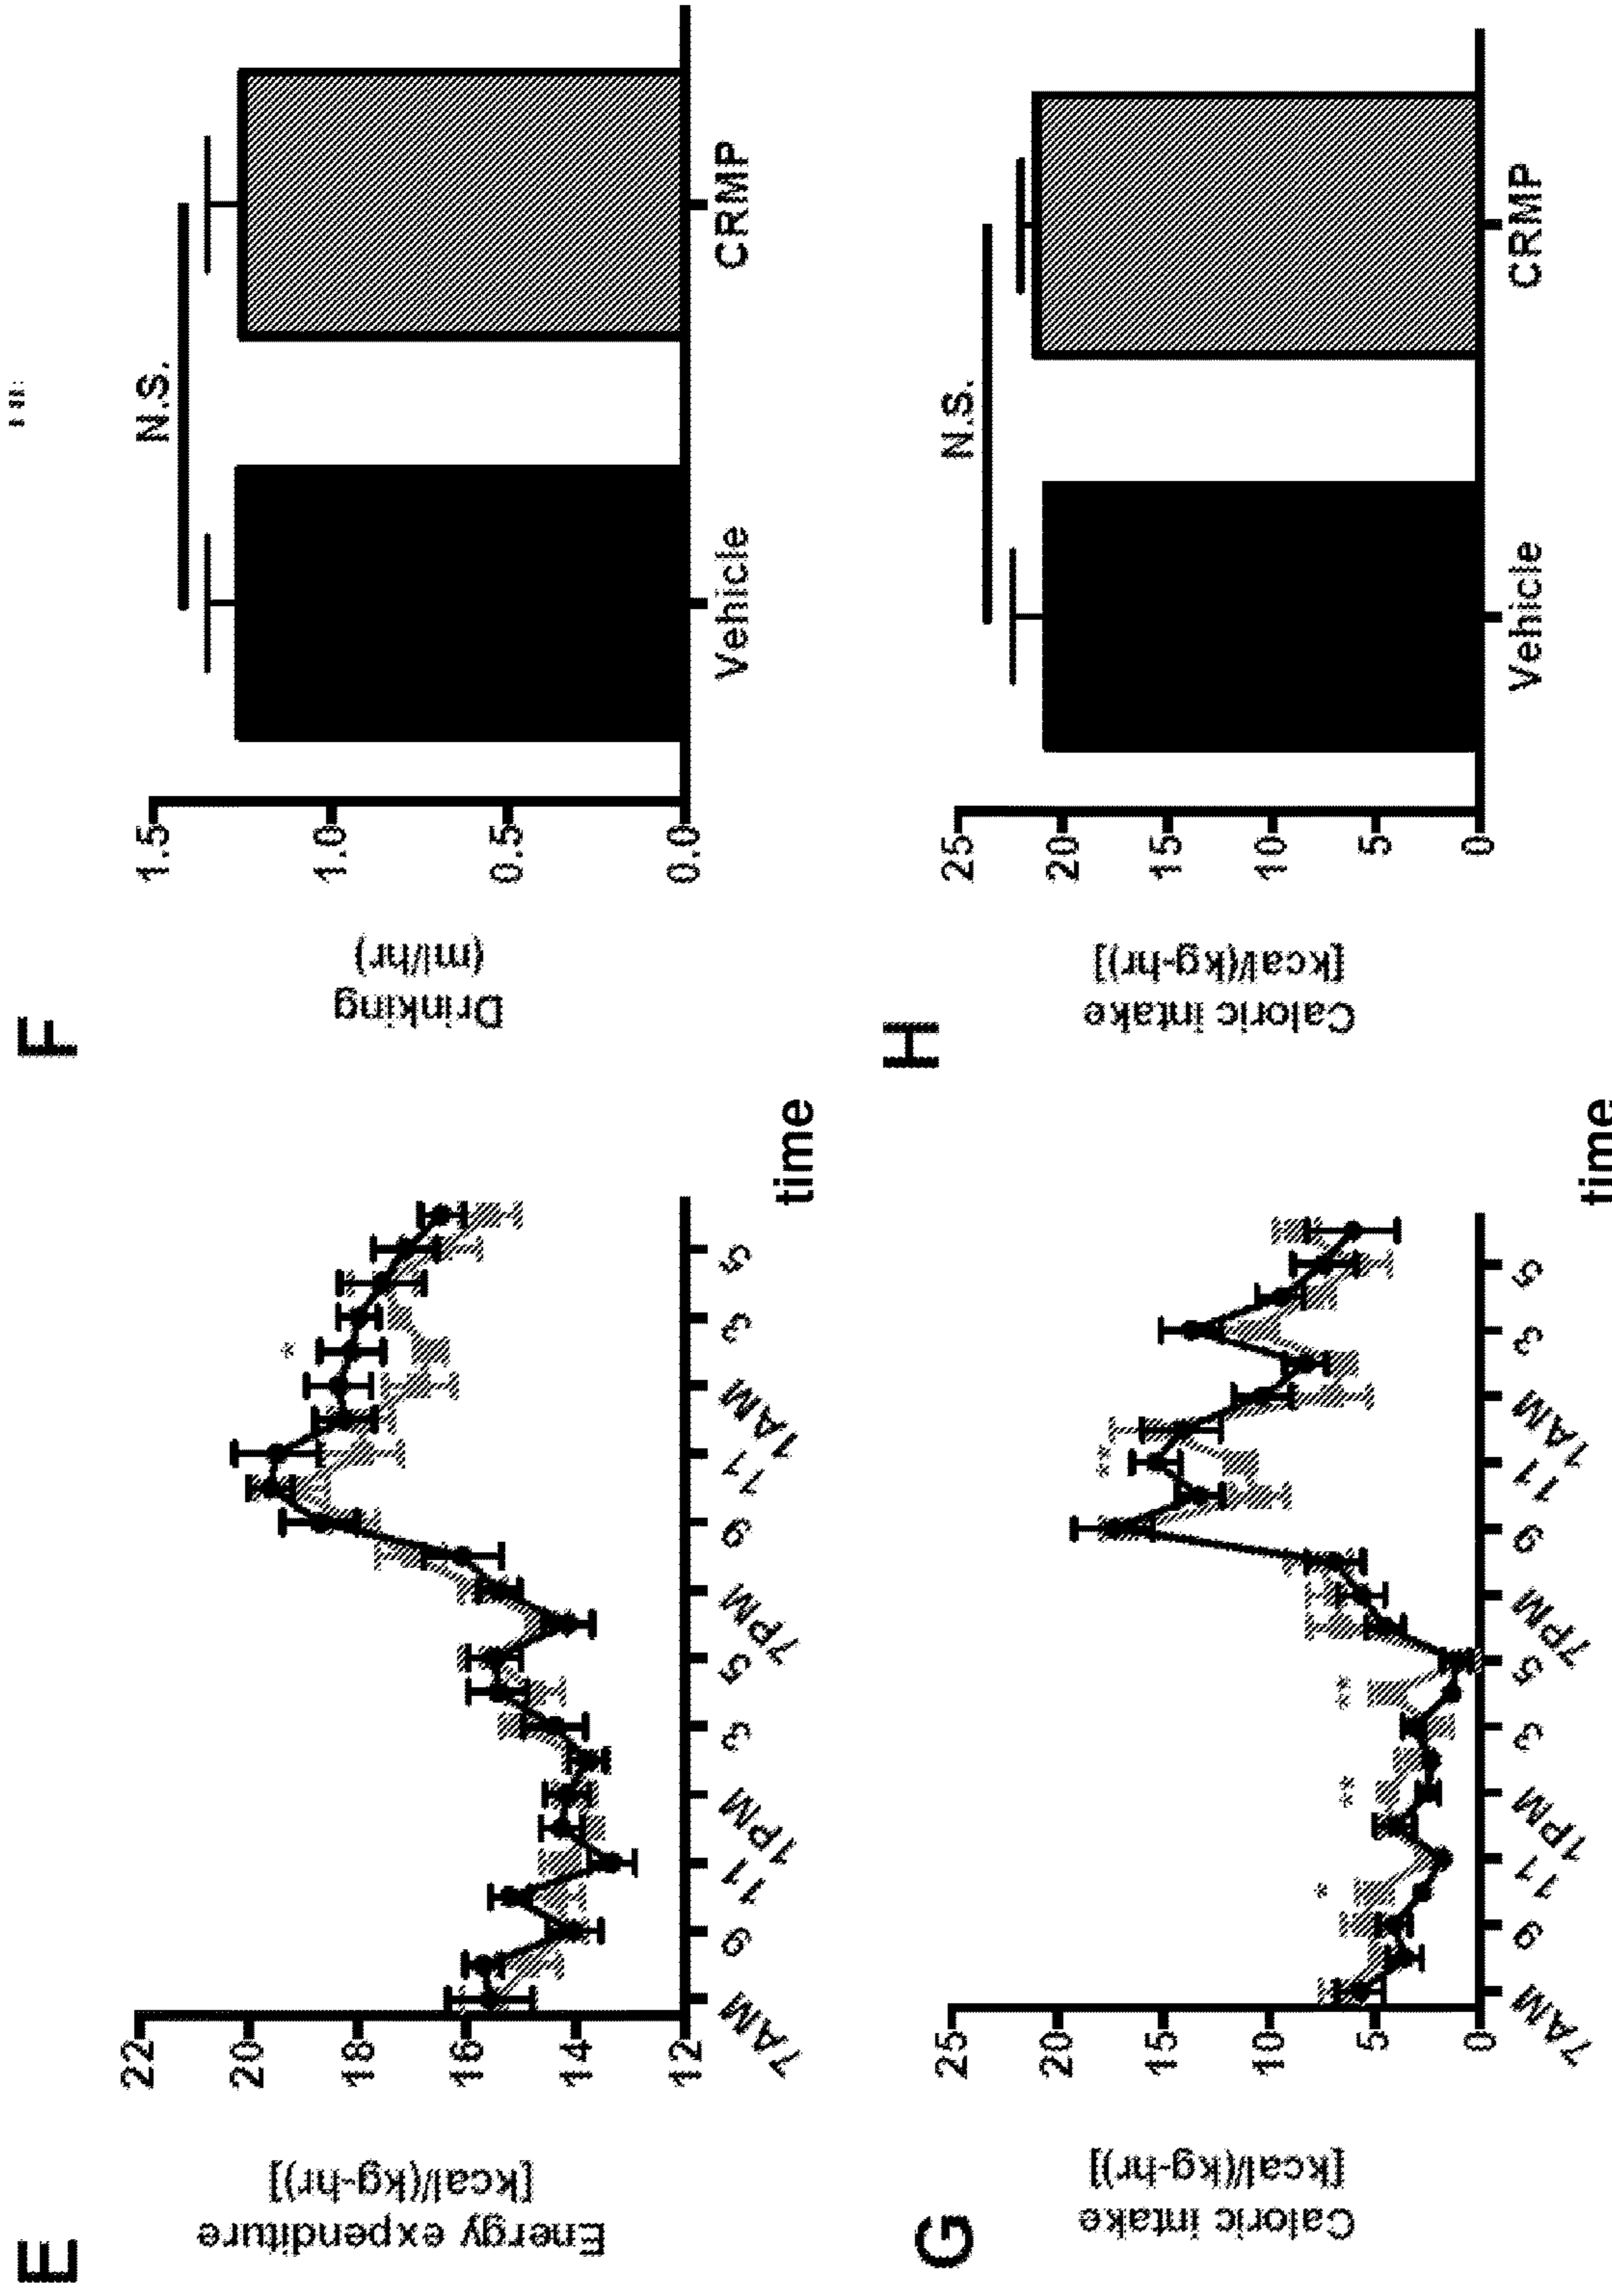 E
Energy expenditure
[kcal/(kg-hr)]
22
20
18
16
14
12
*
7AM
9
11
1PM
3
5
7PM
9
11
1AM
3
5
time
F
Drinking
(ml/hr)
1.5
1.0
0.5
0.0
N.S.
Vehicle
CRMP
G
Caloric intake
[kcal/(kg-hr)]
25
20
15
10
5
0
*
**
**
**
7AM
9
11
1PM
3
5
7PM
9
11
1AM
3
5
time
H
Caloric intake
[kcal/(kg-hr)]
25
20
15
10
5
0
N.S.
Vehicle
CRMP